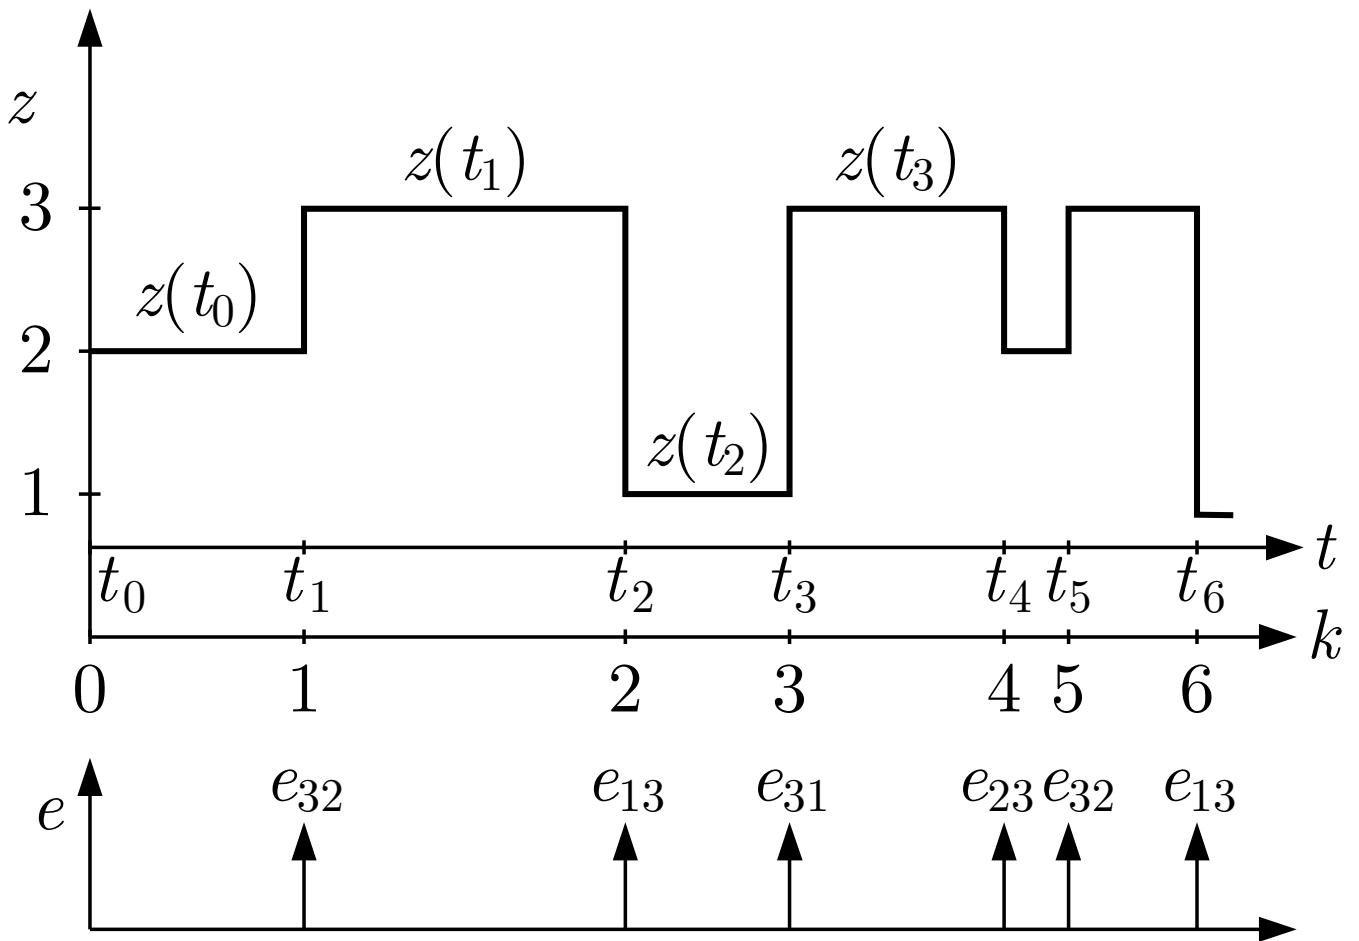 z
z(t₁)
z(t₃)
3
z(t₀)
2
z(t₂)
1
t
t₀ t₁ t₂ t₃ t₄ t₅ t₆
k
0 1 2 3 4 5 6
e
e₃₂ e₁₃ e₃₁ e₂₃ e₃₂ e₁₃